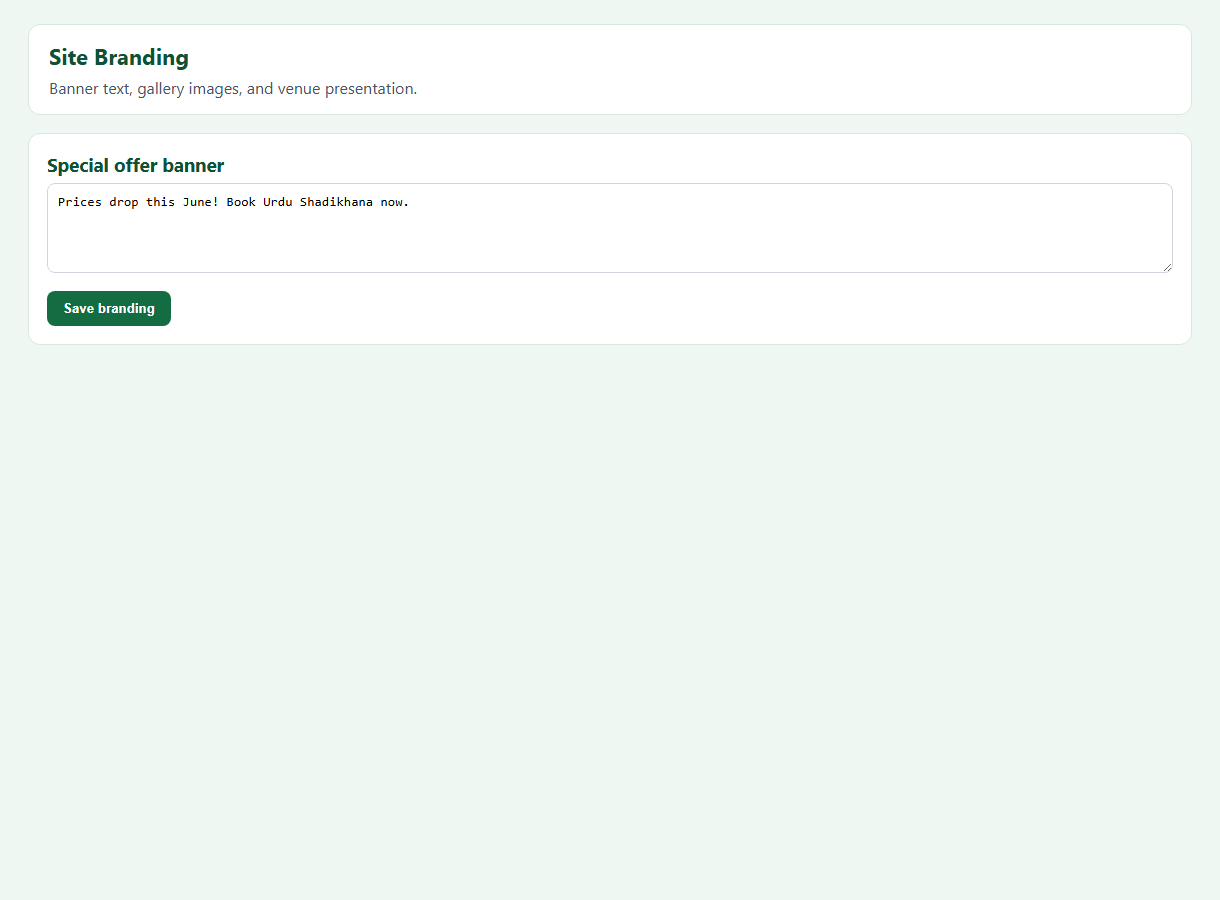 Site Branding
Banner text, gallery images, and venue presentation.
Special offer banner
Prices drop this June! Book Urdu Shadikhana now.
Save branding